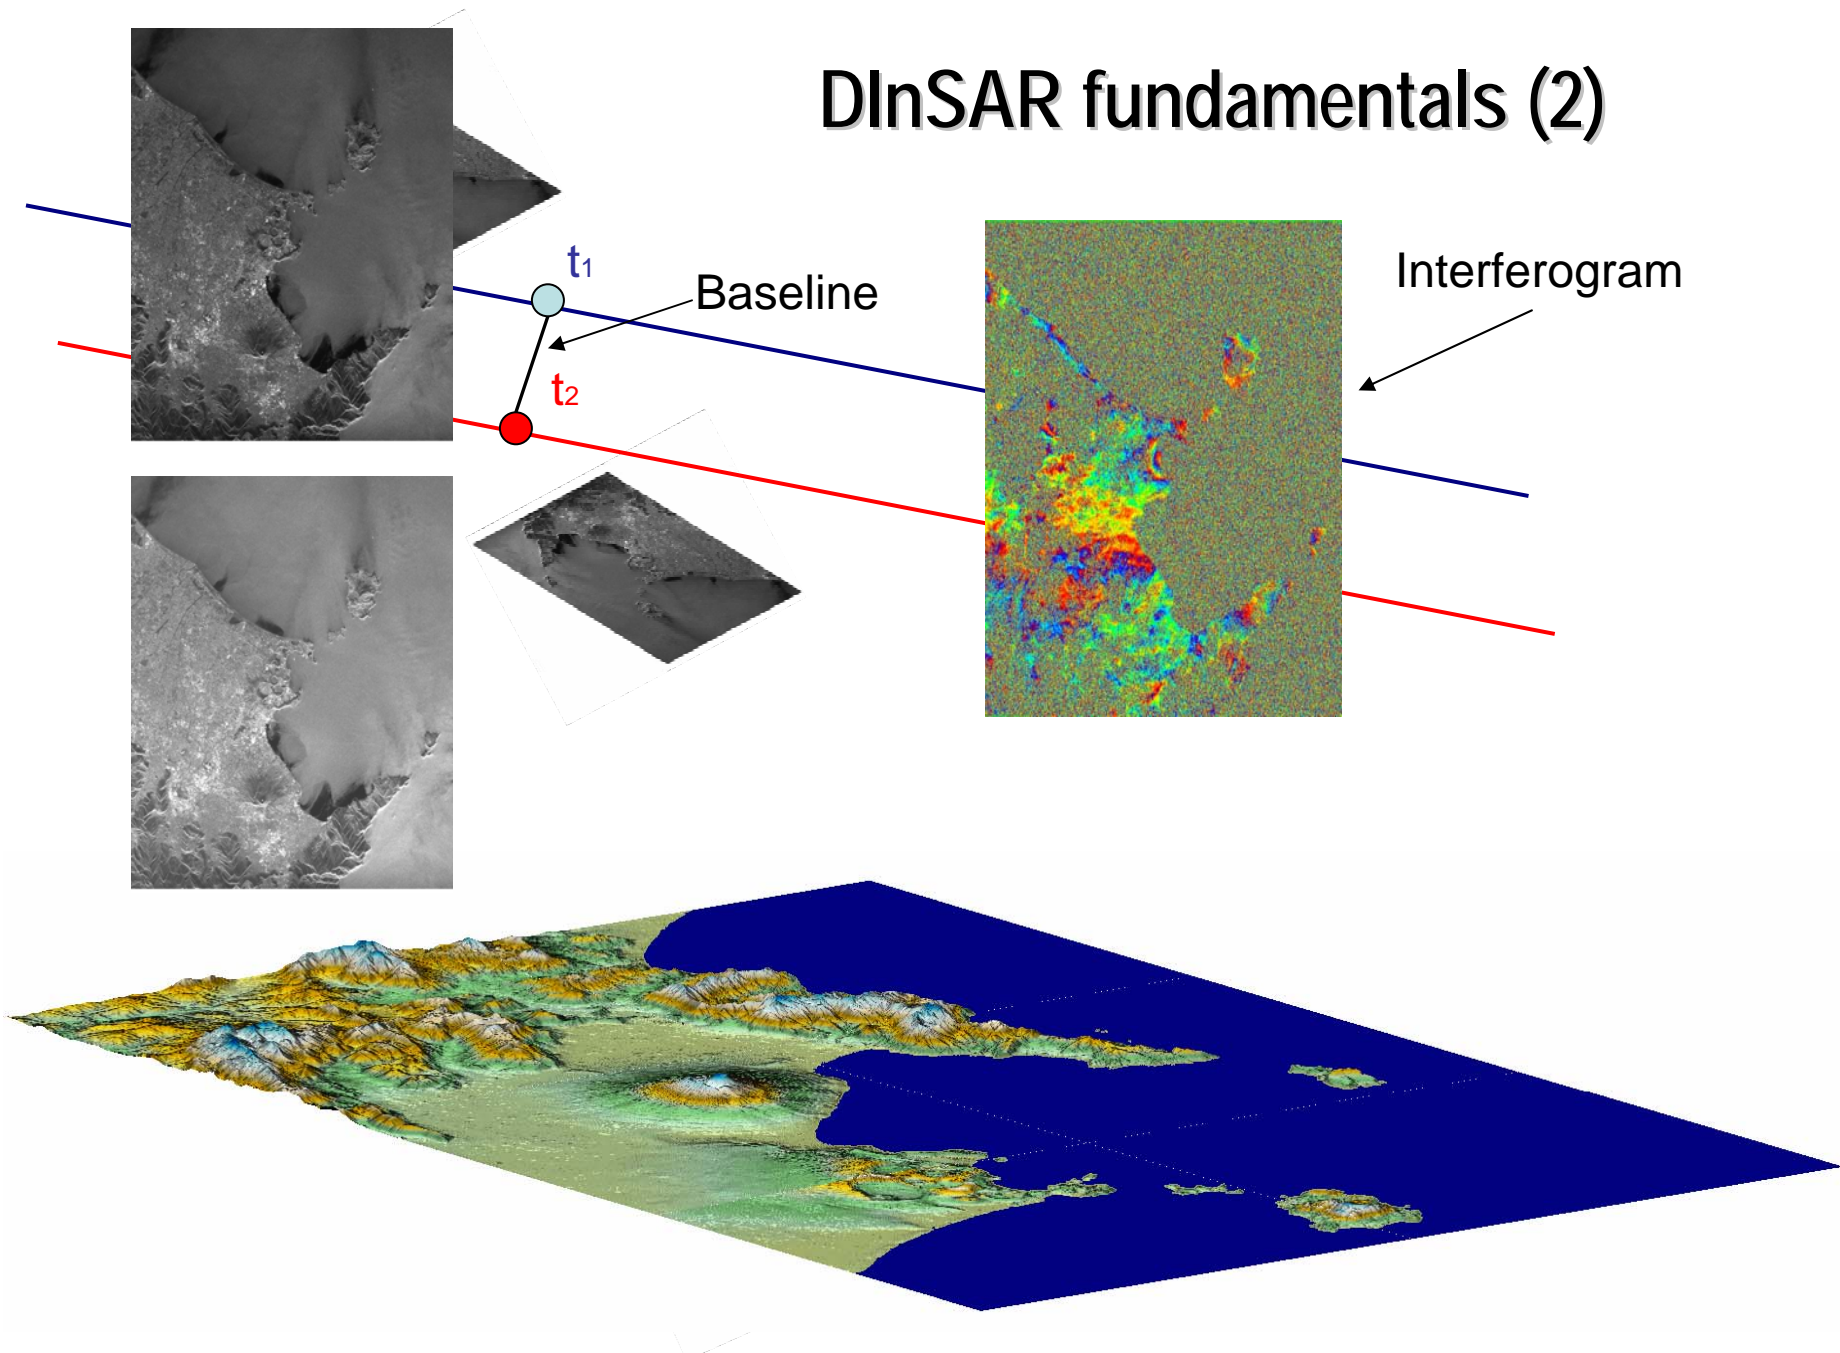 DInSAR fundamentals (2)
t1
Baseline
t2
Interferogram